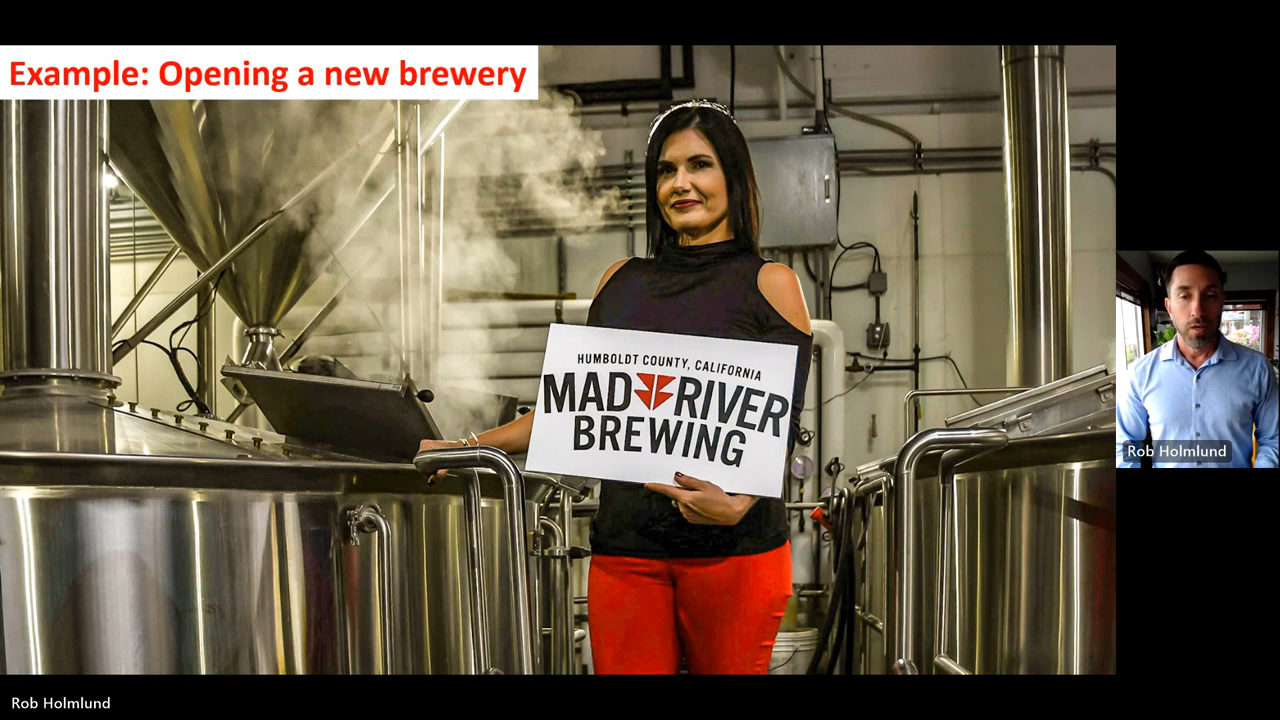 Example: Opening a new brewery
HUMBOLDT COUNTY, CALIFORNIA
MAD RIVER
BREWING
Rob Holmlund
Rob Holmlund